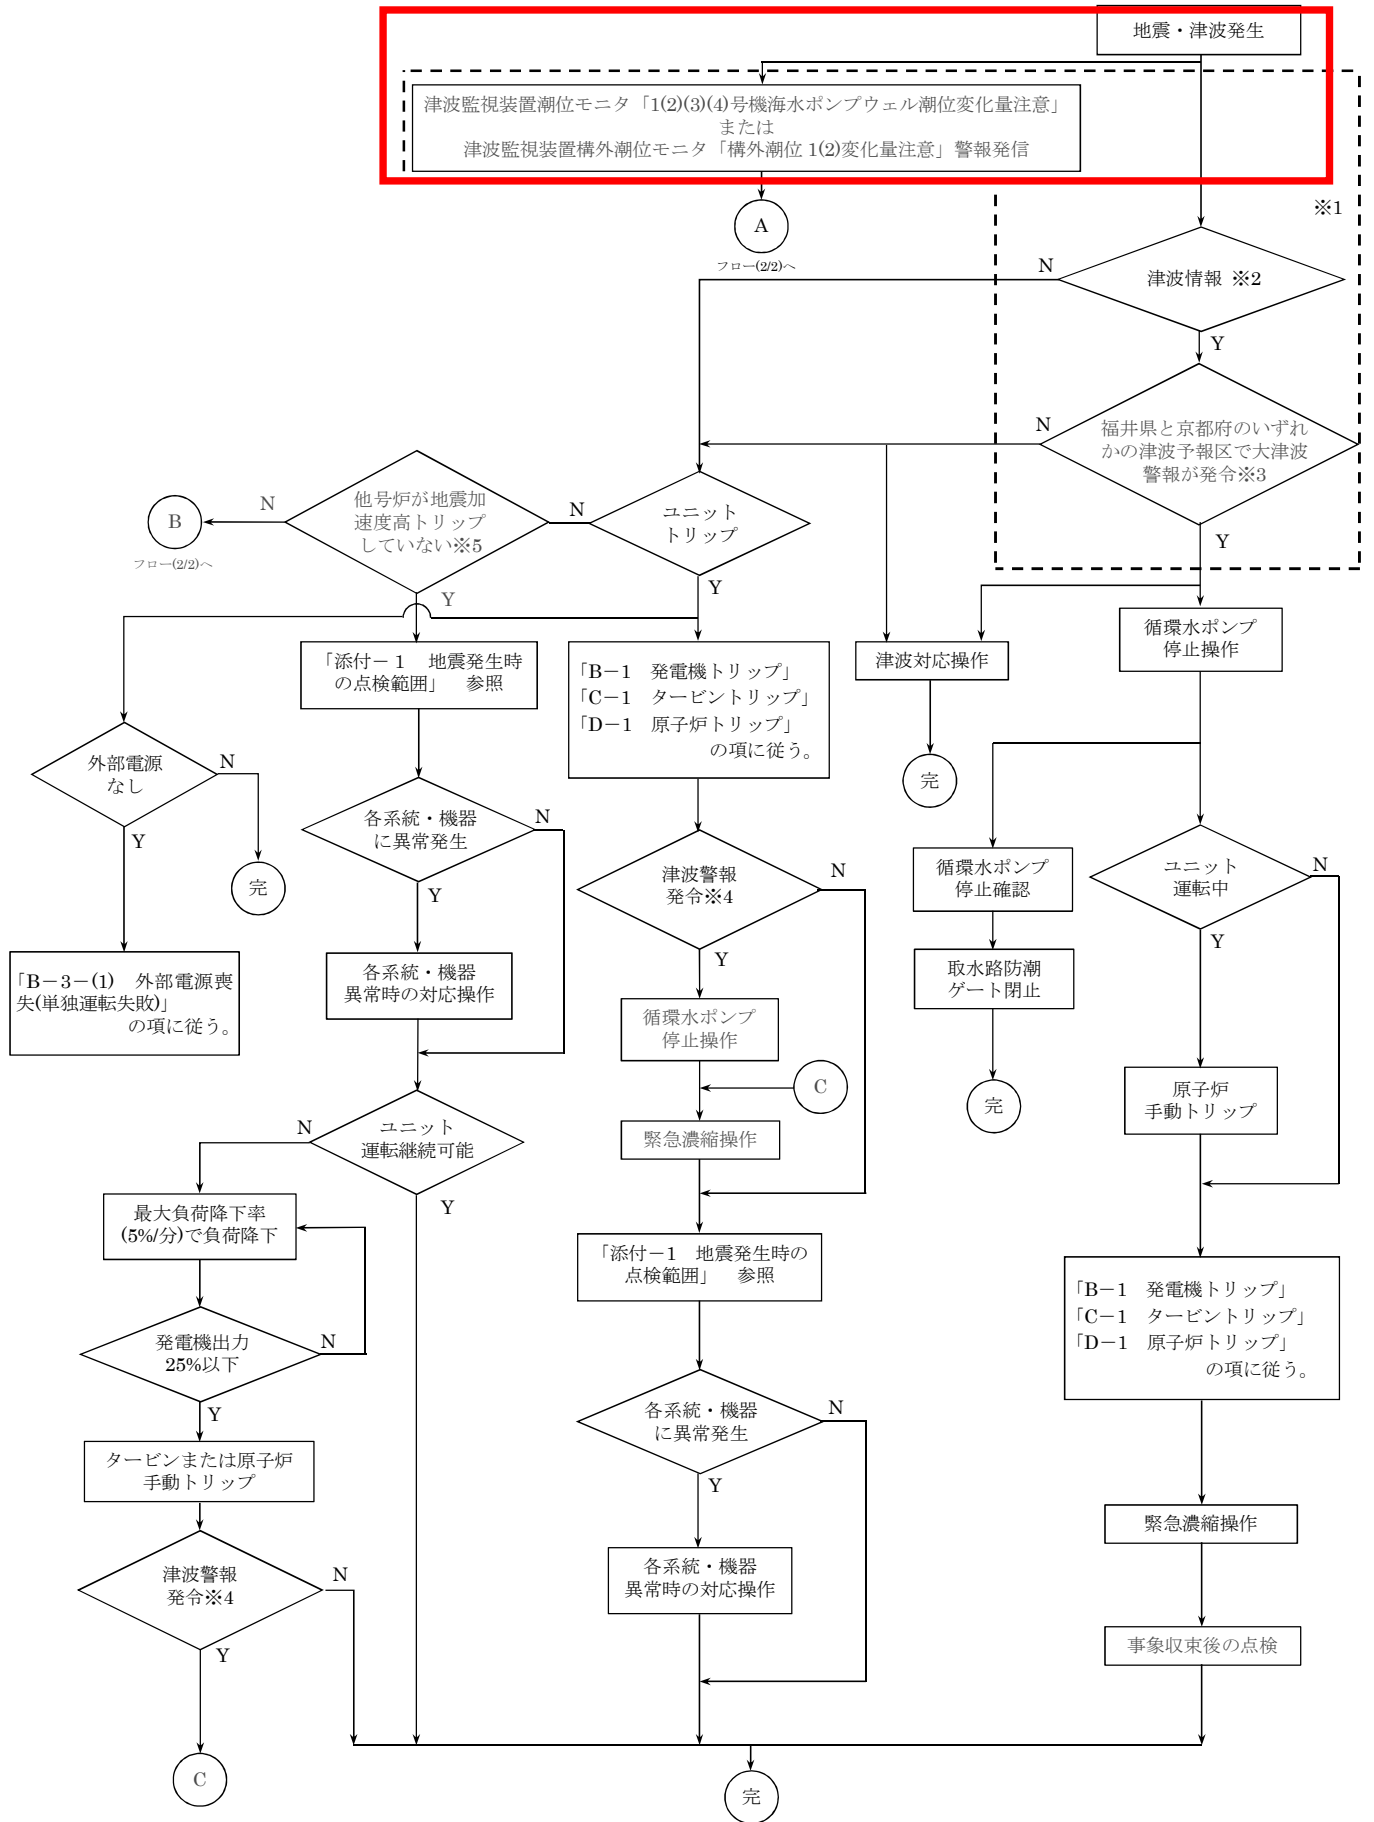 地震・津波発生
津波監視装置潮位モニタ「1(2)(3)(4)号機海水ポンプウェル潮位変化量注意」
または
津波監視装置構外潮位モニタ「構外潮位 1(2)変化量注意」警報発信
※1
A
フロー(2/2)へ
津波情報 ※2
N
Y
福井県と京都府のいずれ
かの津波予報区で大津波
警報が発令※3
N
Y
ユニット
トリップ
N
Y
他号炉が地震加
速度高トリップ
していない※5
N
Y
B
フロー(2/2)へ
循環水ポンプ
停止操作
津波対応操作
完
「添付－1　地震発生時
の点検範囲」　参照
「B－1　発電機トリップ」
「C－1　タービントリップ」
「D－1　原子炉トリップ」
の項に従う。
外部電源
なし
N
Y
完
「B－3－(1)　外部電源喪
失(単独運転失敗)」
の項に従う。
各系統・機器
に異常発生
N
Y
各系統・機器
異常時の対応操作
ユニット
運転継続可能
N
Y
最大負荷降下率
(5%/分)で負荷降下
発電機出力
25%以下
N
Y
タービンまたは原子炉
手動トリップ
津波警報
発令※4
N
Y
C
津波警報
発令※4
N
Y
循環水ポンプ
停止操作
C
緊急濃縮操作
「添付－1　地震発生時の
点検範囲」　参照
各系統・機器
に異常発生
N
Y
各系統・機器
異常時の対応操作
循環水ポンプ
停止確認
取水路防潮
ゲート閉止
完
ユニット
運転中
N
Y
原子炉
手動トリップ
「B－1　発電機トリップ」
「C－1　タービントリップ」
「D－1　原子炉トリップ」
の項に従う。
緊急濃縮操作
事象収束後の点検
完